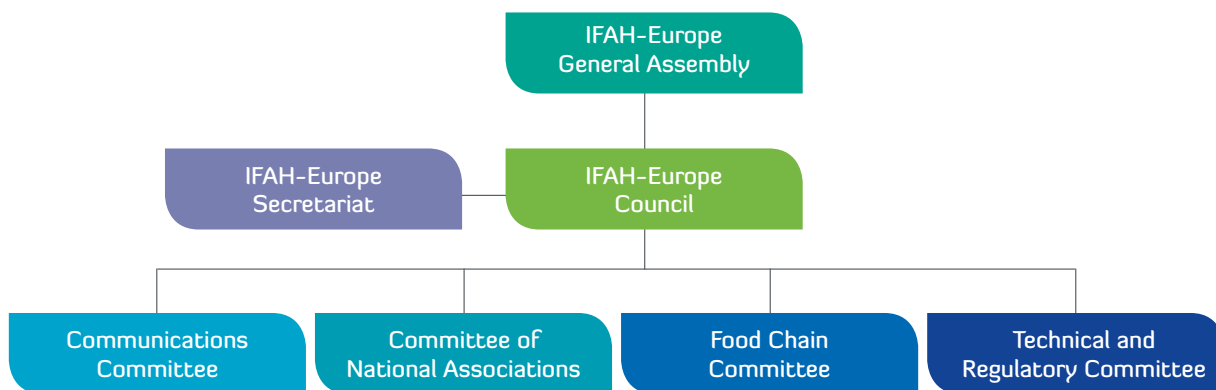 IFAH-Europe
General Assembly
IFAH-Europe
Secretariat
IFAH-Europe
Council
Communications
Committee
Committee of
National Associations
Food Chain
Committee
Technical and
Regulatory Committee